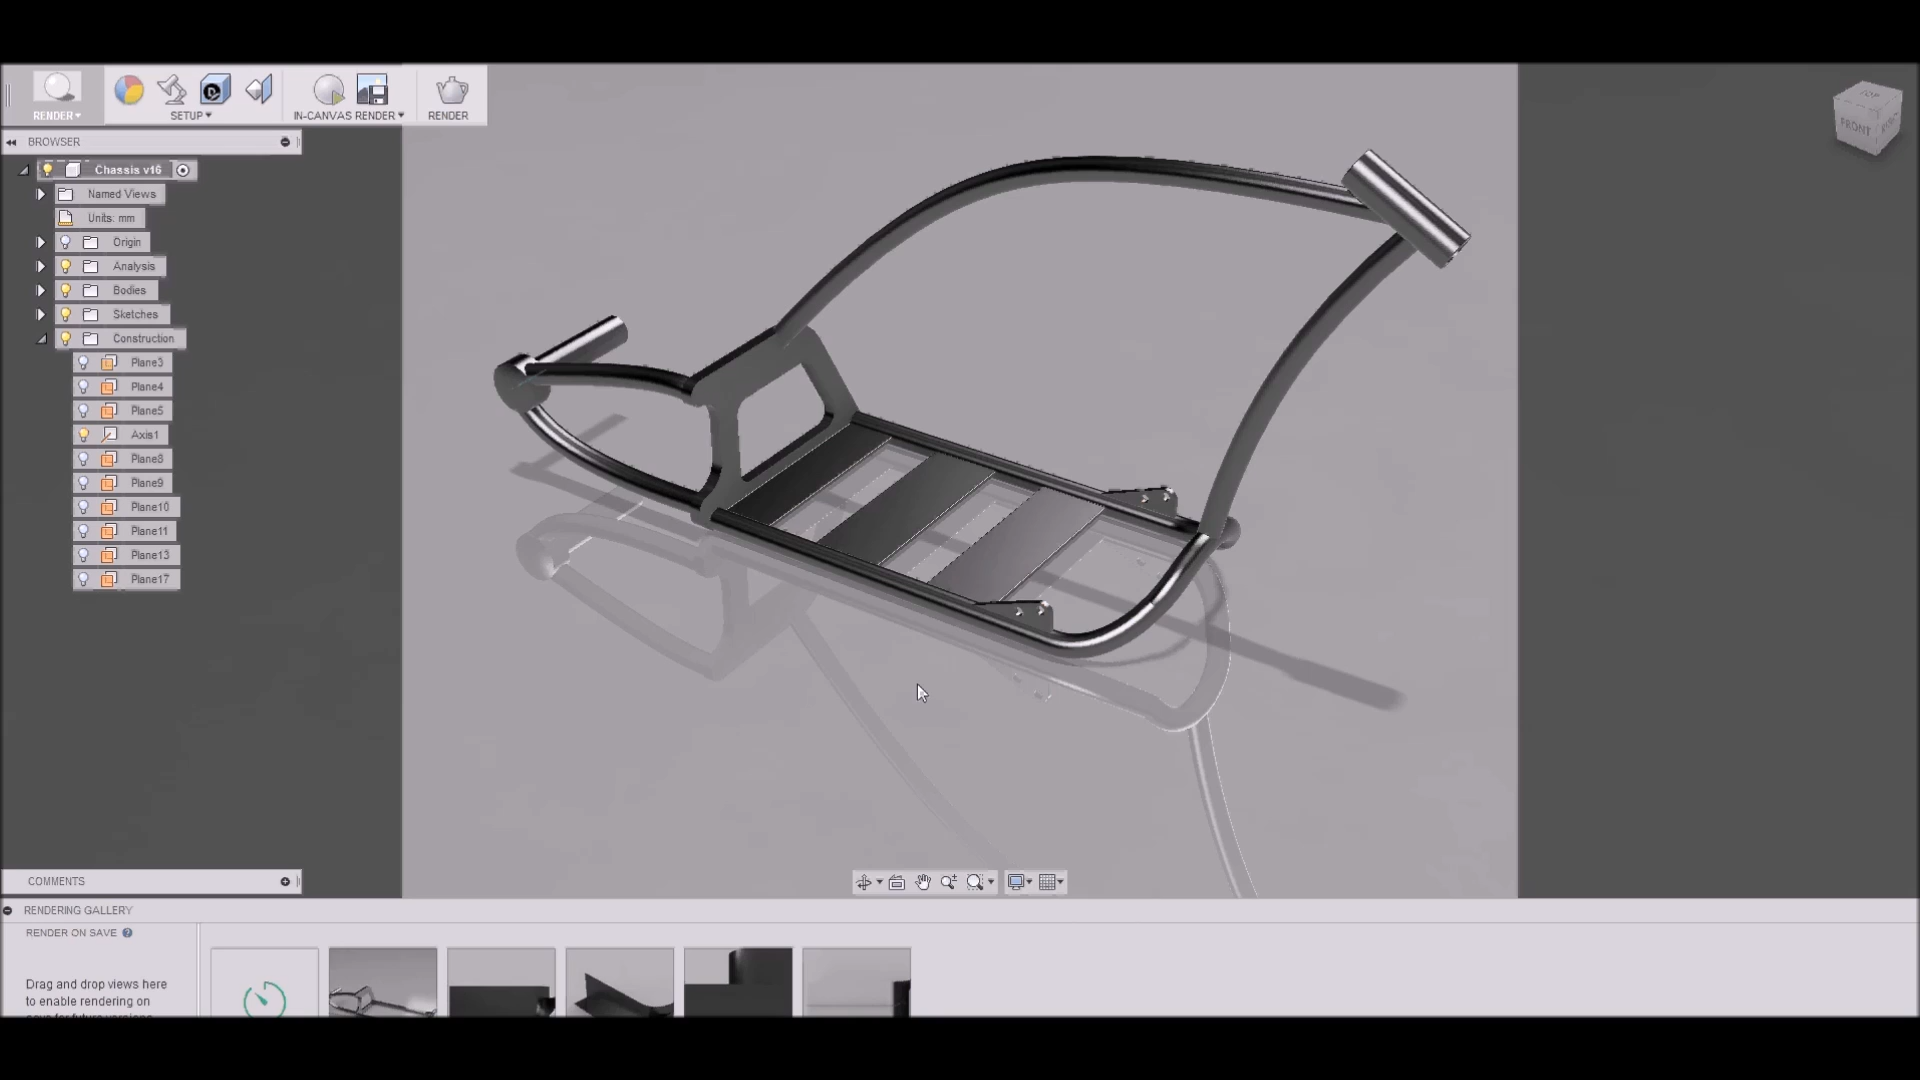 RENDER
SETUP
IN-CANVAS RENDER
RENDER
BROWSER
Chassis v16
Named Views
Units: mm
Origin
Analysis
Bodies
Sketches
Construction
Plane3
Plane4
Plane5
Axis1
Plane8
Plane9
Plane10
Plane11
Plane13
Plane17
TOP
FRONT
COMMENTS
RENDERING GALLERY
RENDER ON SAVE
Drag and drop views here
to enable rendering on